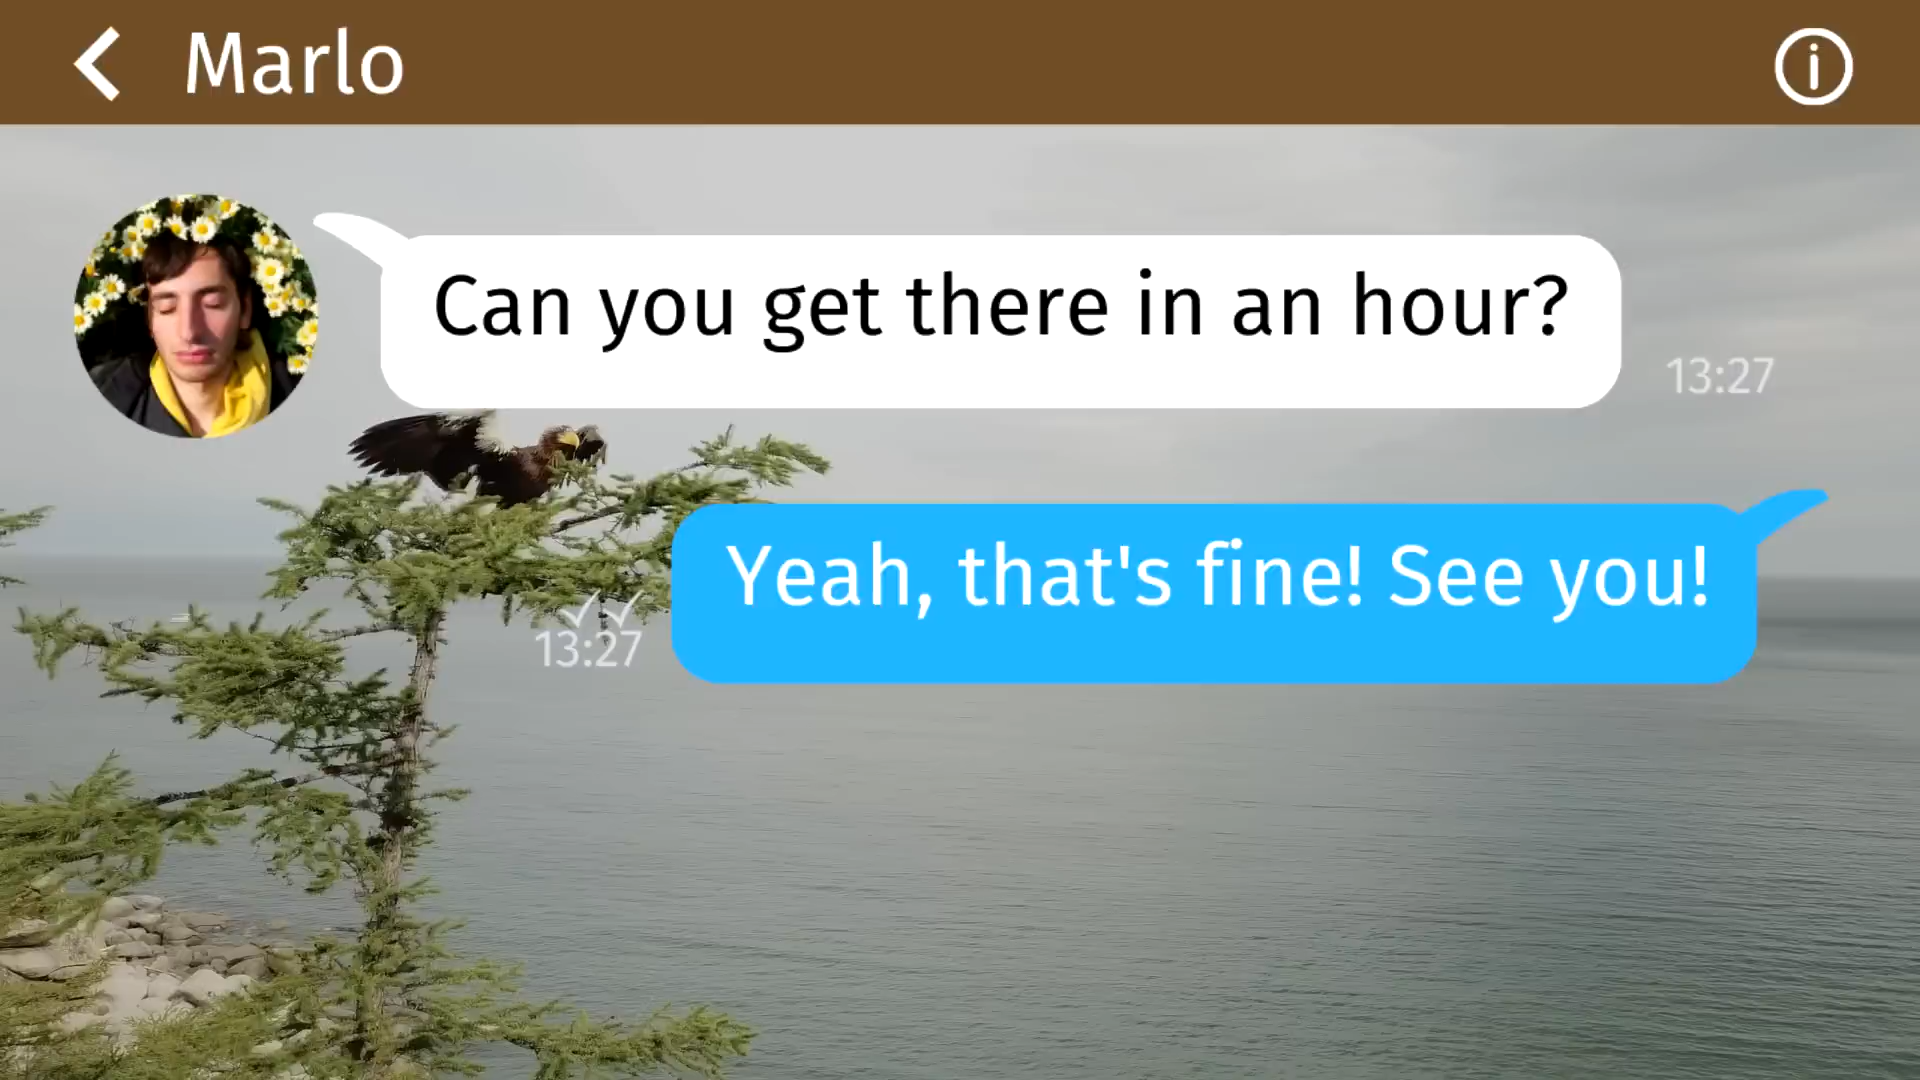 Marlo
Can you get there in an hour?
13:27
Yeah, that's fine! See you!
13:27